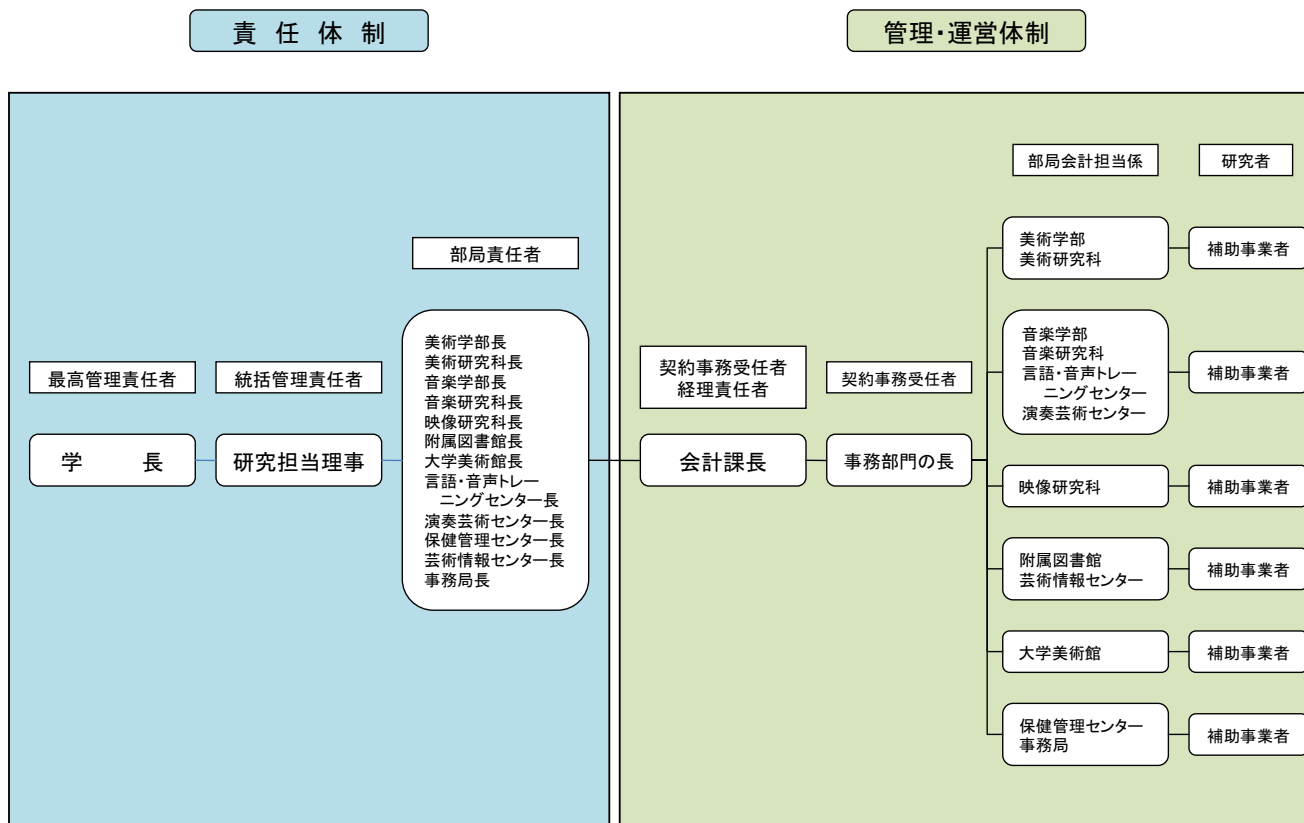 責 任 体 制
管理・運営体制
部局会計担当係
研究者
部局責任者
美術学部
美術研究科
補助事業者
最高管理責任者
統括管理責任者
美術学部長
美術研究科長
音楽学部長
音楽研究科長
映像研究科長
附属図書館長
大学美術館長
言語・音声トレー
ニングセンター長
演奏芸術センター長
保健管理センター長
芸術情報センター長
事務局長
契約事務受任者
経理責任者
契約事務受任者
音楽学部
音楽研究科
言語・音声トレー
ニングセンター
演奏芸術センター
補助事業者
学 長
研究担当理事
会計課長
事務部門の長
映像研究科
補助事業者
附属図書館
芸術情報センター
補助事業者
大学美術館
補助事業者
保健管理センター
事務局
補助事業者